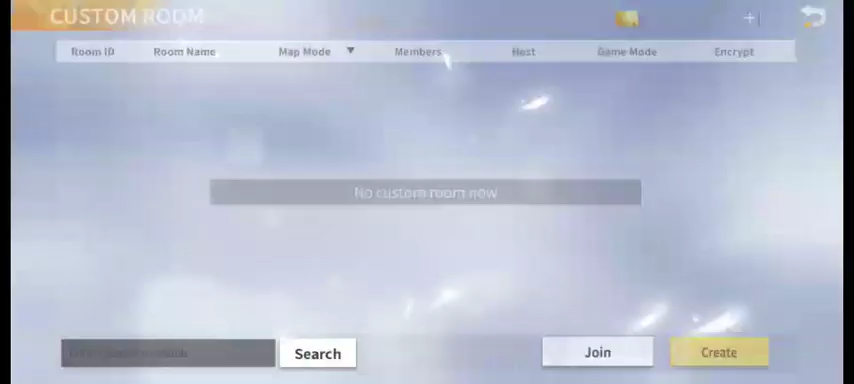 CUSTOM ROOM
Room ID Room Name Map Mode ▼ Members Host Game Mode Encrypt
No custom room now
Search Join Create